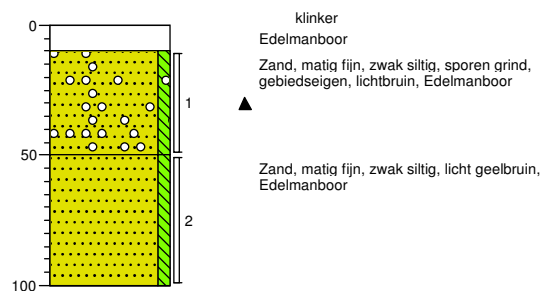 klinker
0
Edelmanboor
Zand, matig fijn, zwak siltig, sporen grind,
gebiedseigen, lichtbruin, Edelmanboor
1
50
Zand, matig fijn, zwak siltig, licht geelbruin,
Edelmanboor
2
100